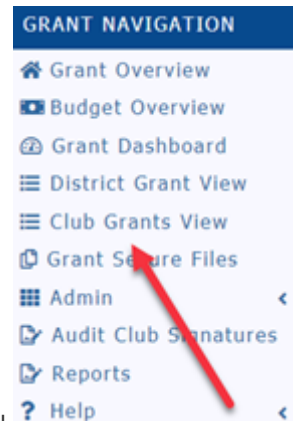 GRANT NAVIGATION
Grant Overview
Budget Overview
Grant Dashboard
District Grant View
Club Grants View
Grant Secure Files
Admin
Audit Club Signatures
Reports
Help